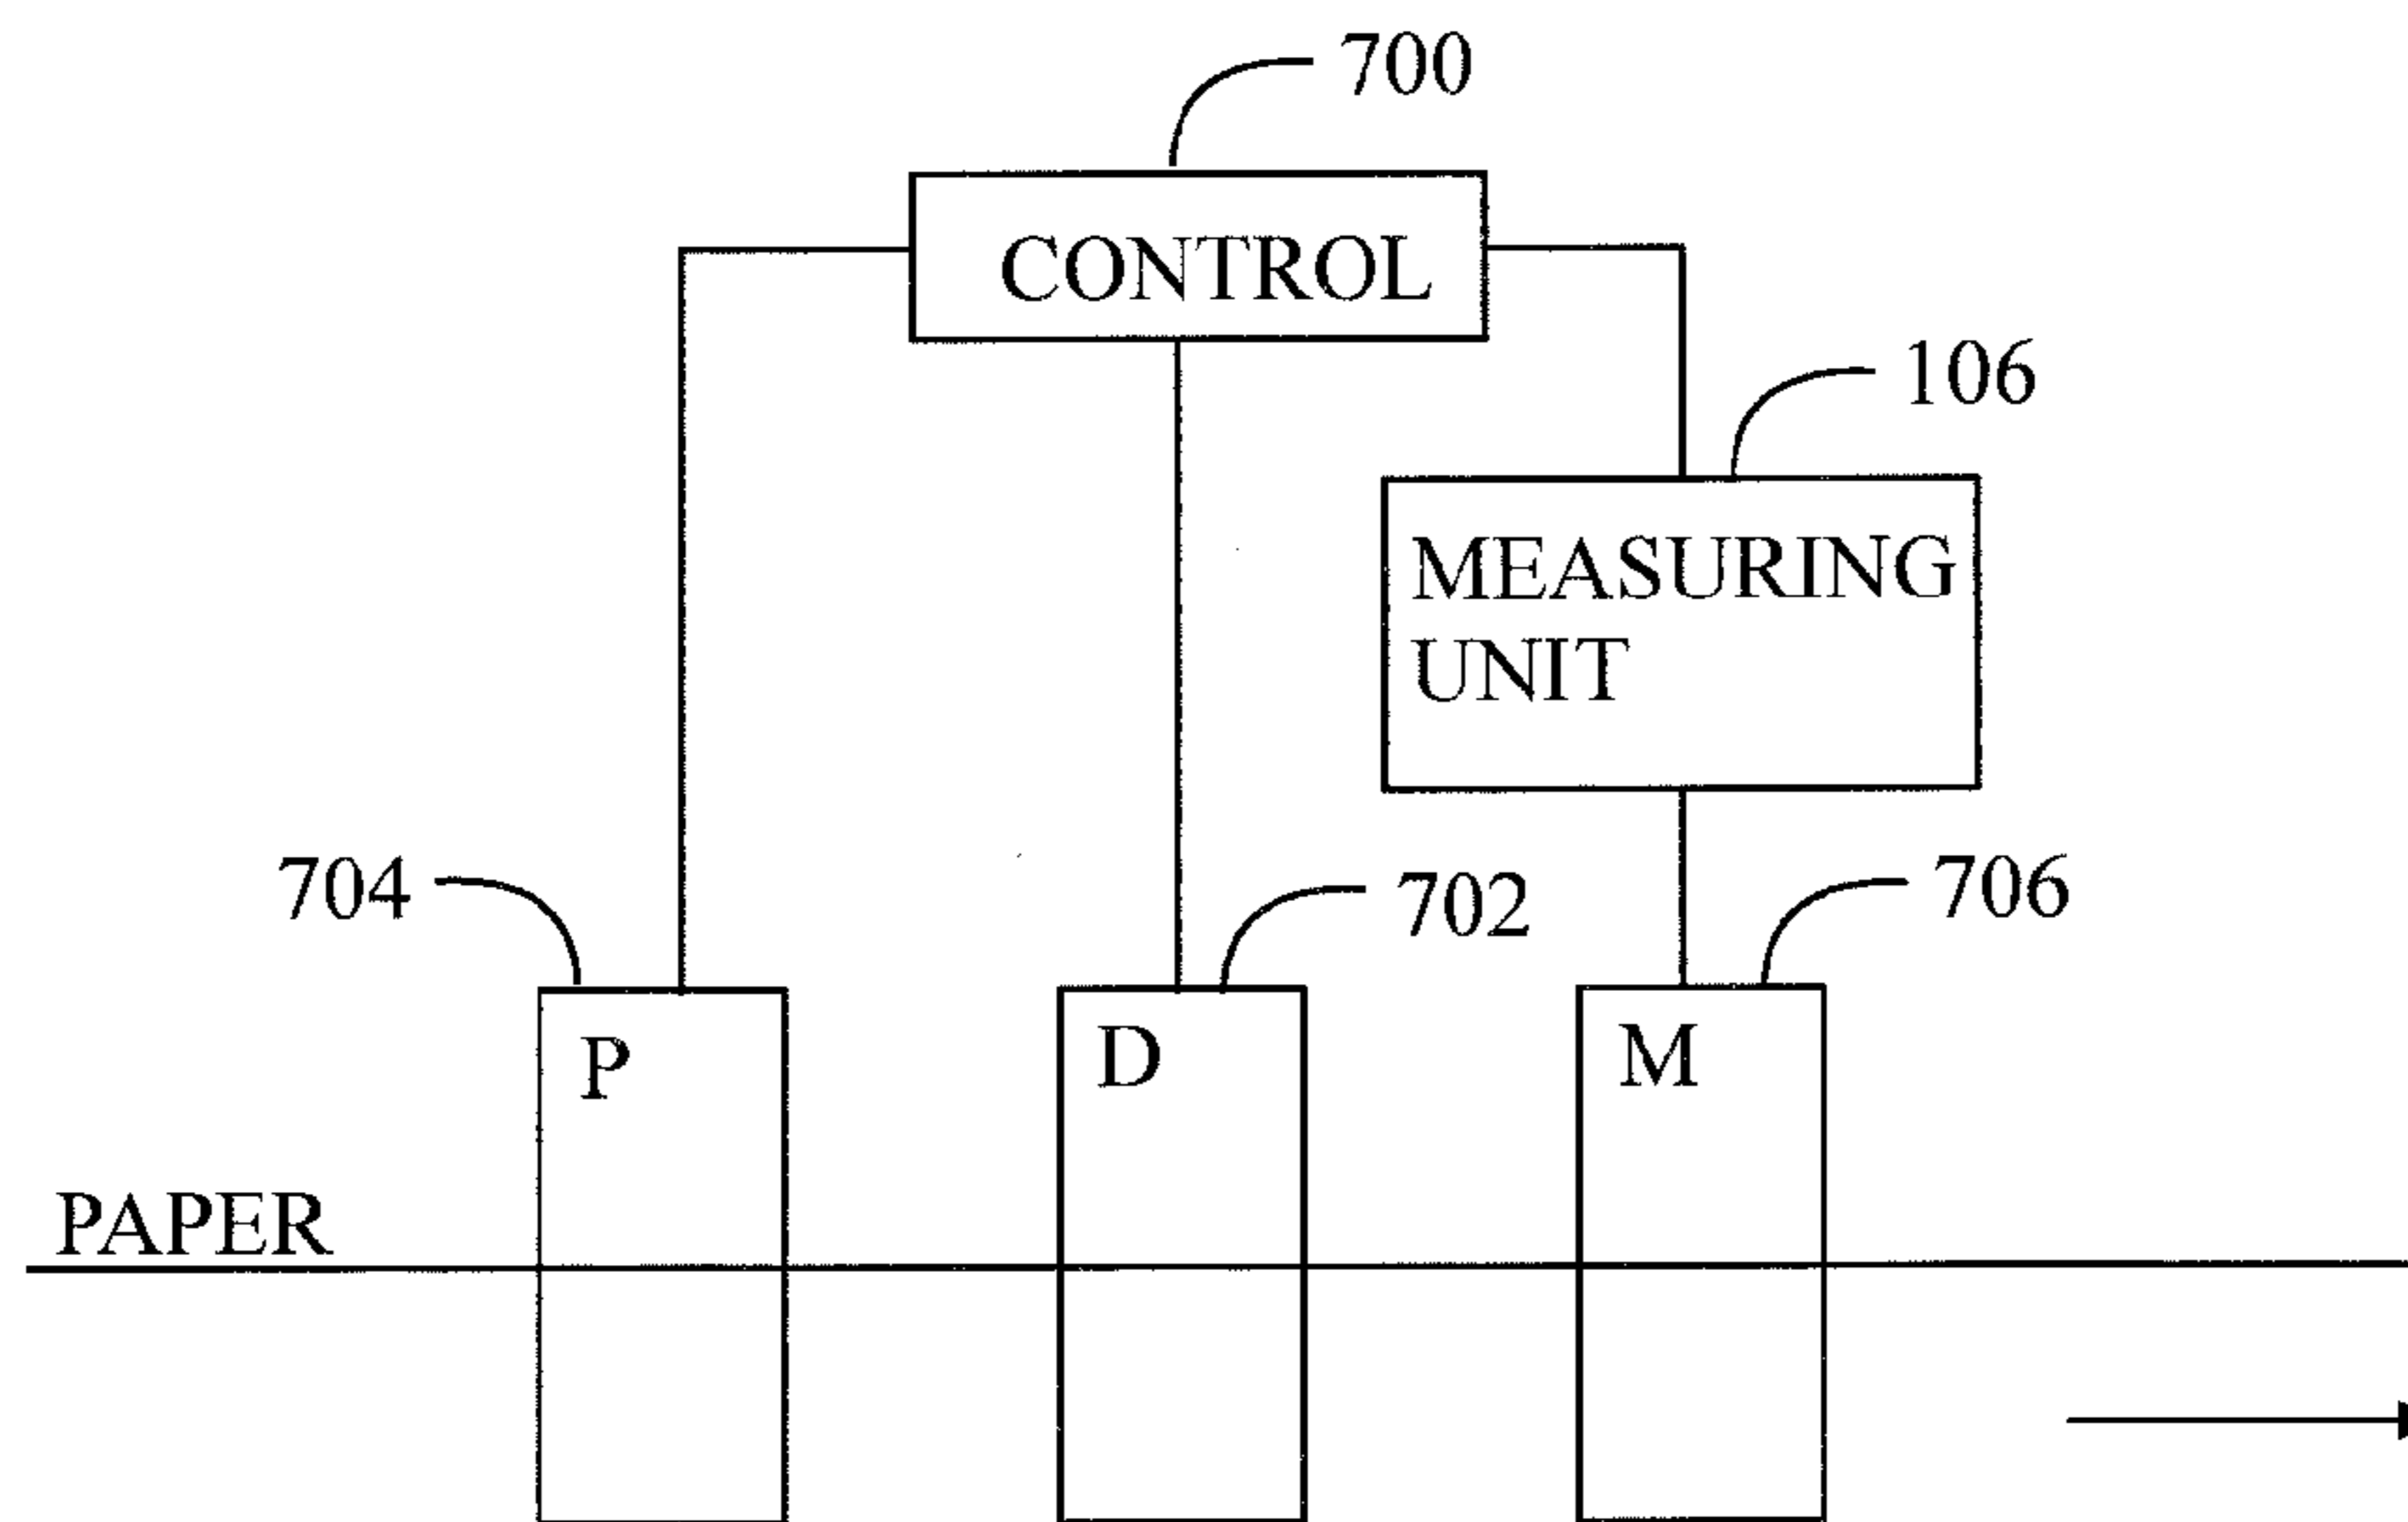 700
CONTROL
106
MEASURING
UNIT
704
702
706
P
D
M
PAPER